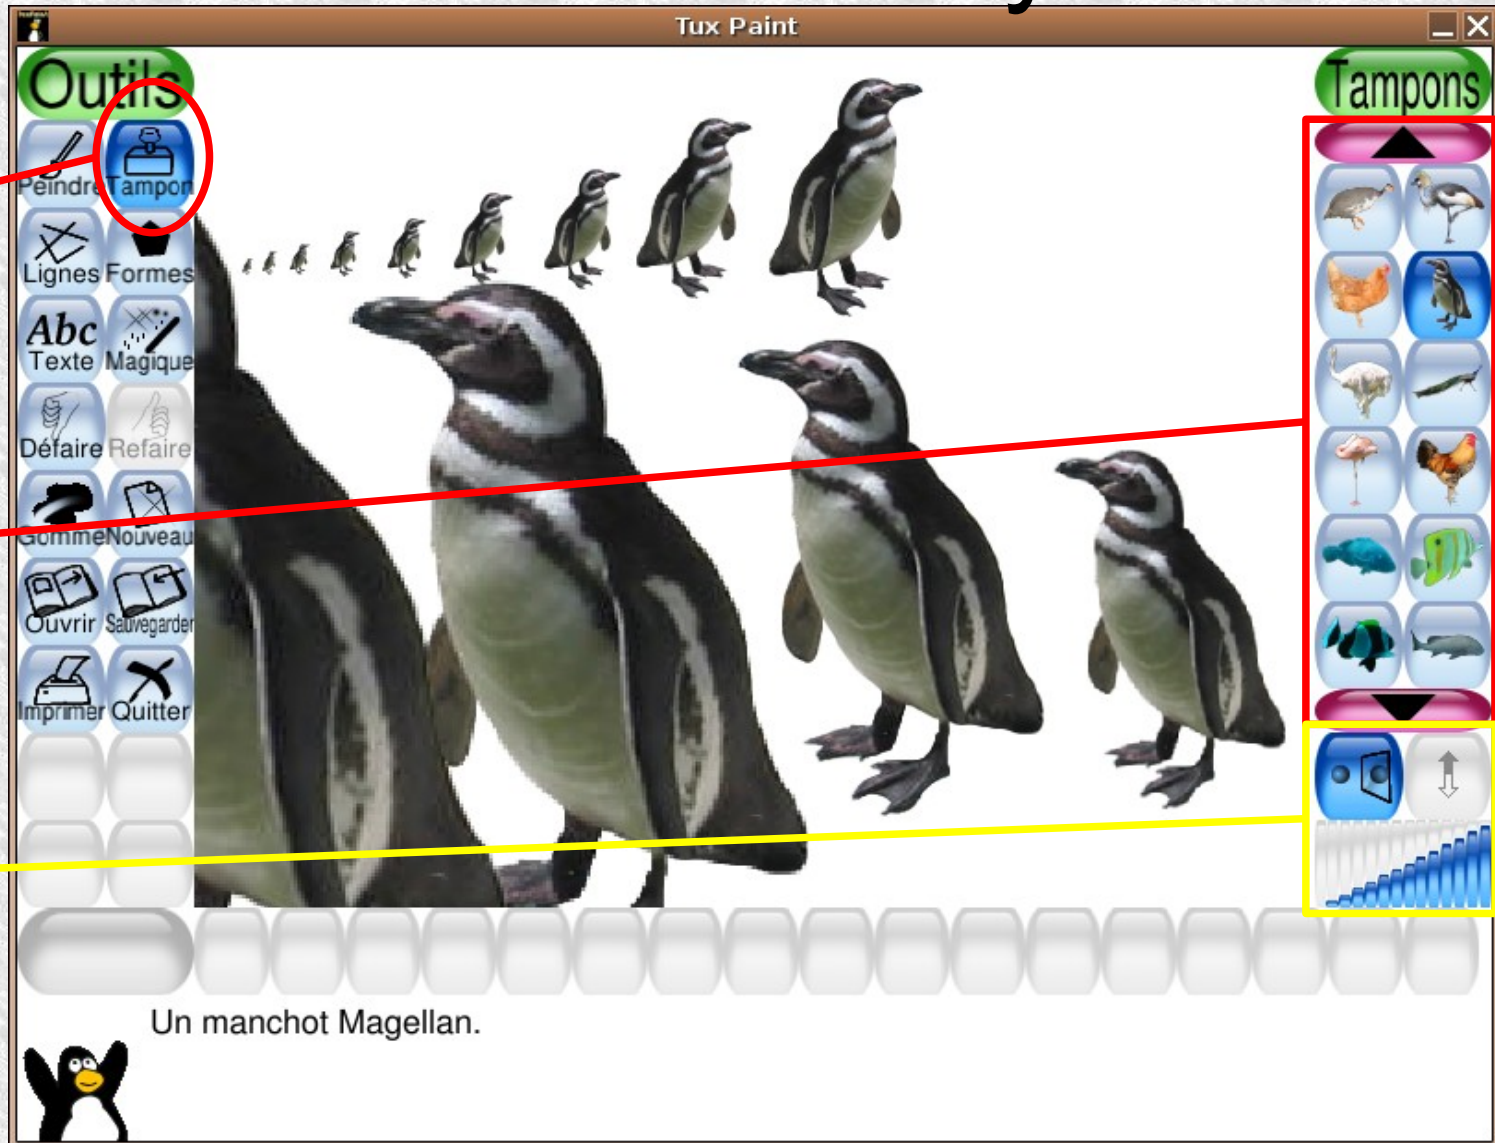 Tux Paint
Outils
Tampons
Peindre Tampon
Lignes Formes
Abc
Texte Magique
Défaire Refaire
Gomme Nouveau
Ouvrir Sauvegarder
Imprimer Quitter
Un manchot Magellan.